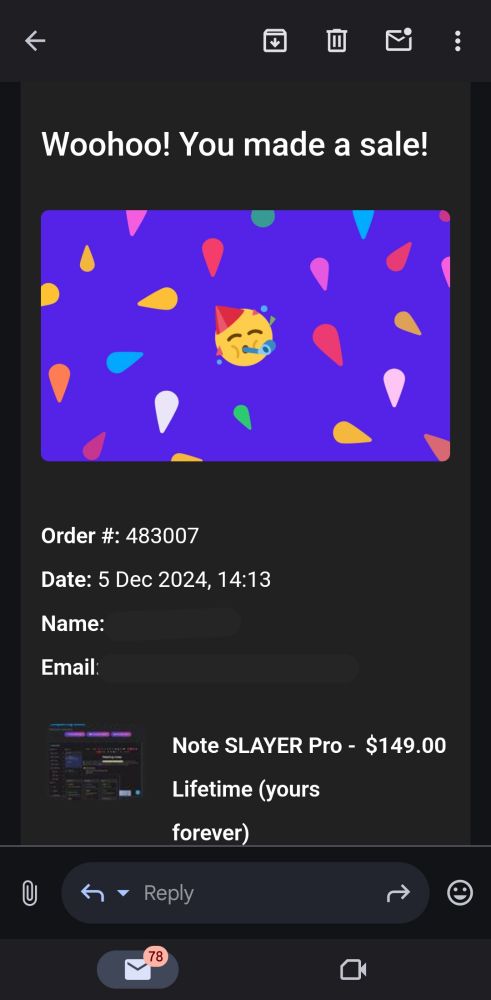 Woohoo! You made a sale!
Order #: 483007
Date: 5 Dec 2024, 14:13
Name:
Email:
Note SLAYER Pro - $149.00
Lifetime (yours
forever)
Reply
78